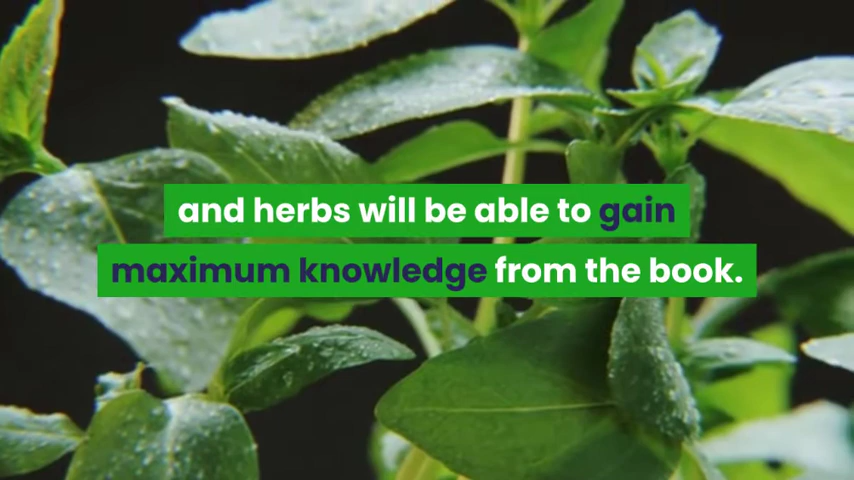 and herbs will be able to gain
maximum knowledge from the book.